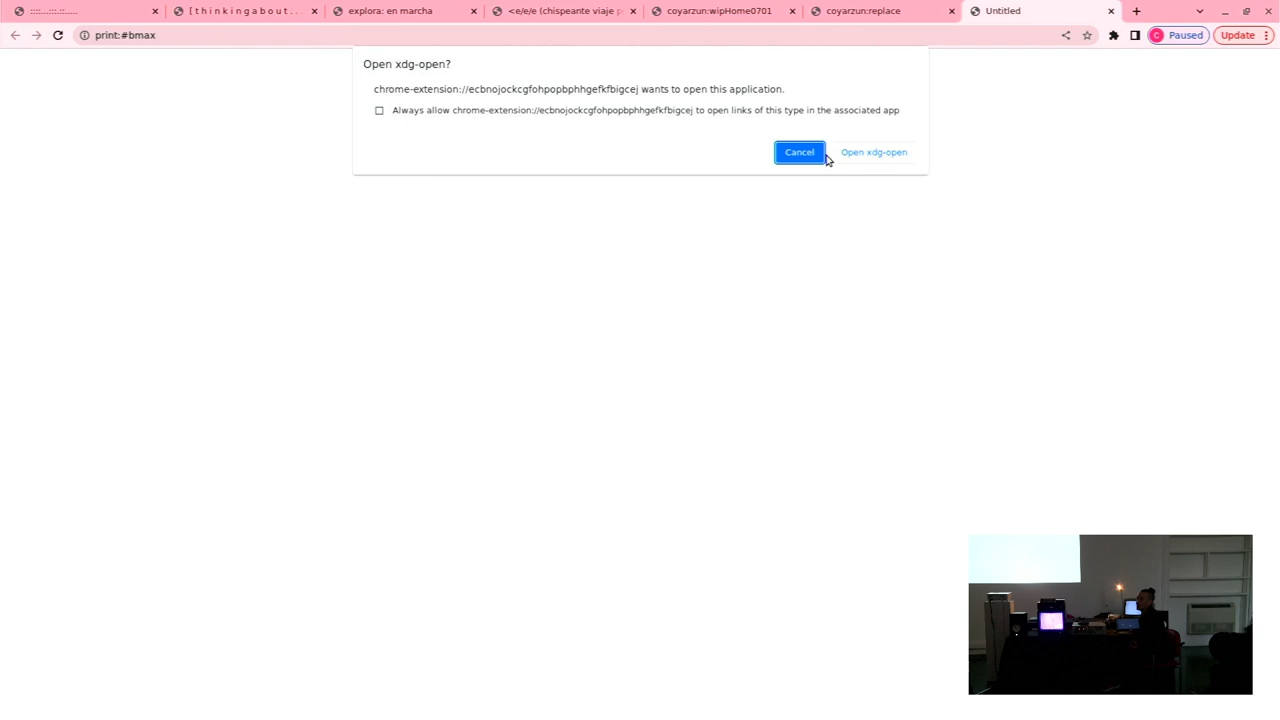 ::::...:::.::.....
[ t h i n k i n g a b o u t . . .
explora: en marcha
<e/e/e (chispeante viaje p
coyarzun:wipHome0701
coyarzun:replace
Untitled
print:#bmax
C
Paused
Update
Open xdg-open?
chrome-extension://ecbnojockcgfohpopbphhgefkfbigcej wants to open this application.
Always allow chrome-extension://ecbnojockcgfohpopbphhgefkfbigcej to open links of this type in the associated app
Cancel
Open xdg-open